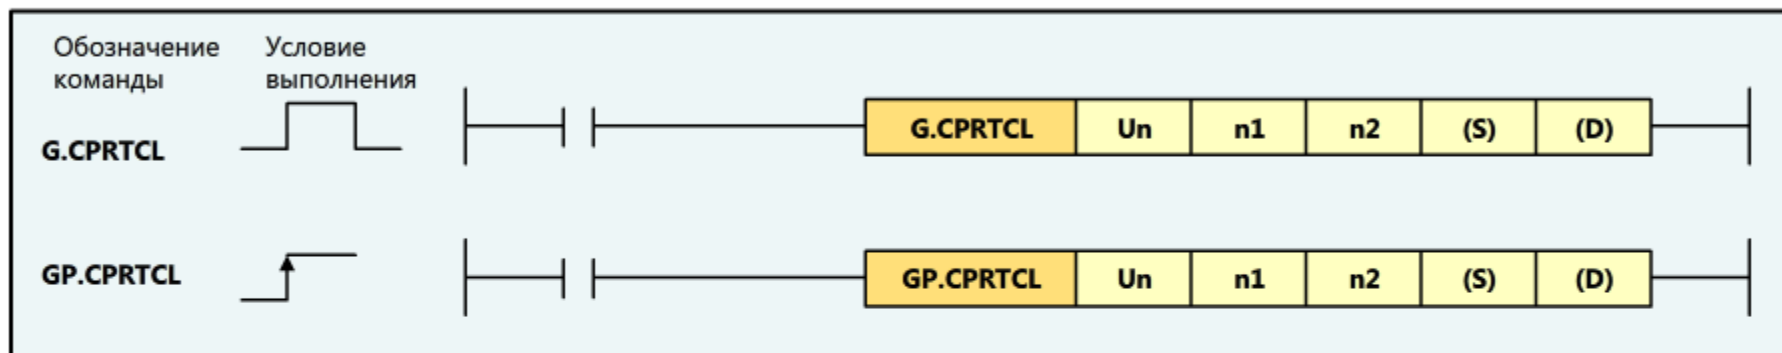 Обозначение команды
Условие выполнения
G.CPRTCL
G.CPRTCL Un n1 n2 (S) (D)
GP.CPRTCL
GP.CPRTCL Un n1 n2 (S) (D)